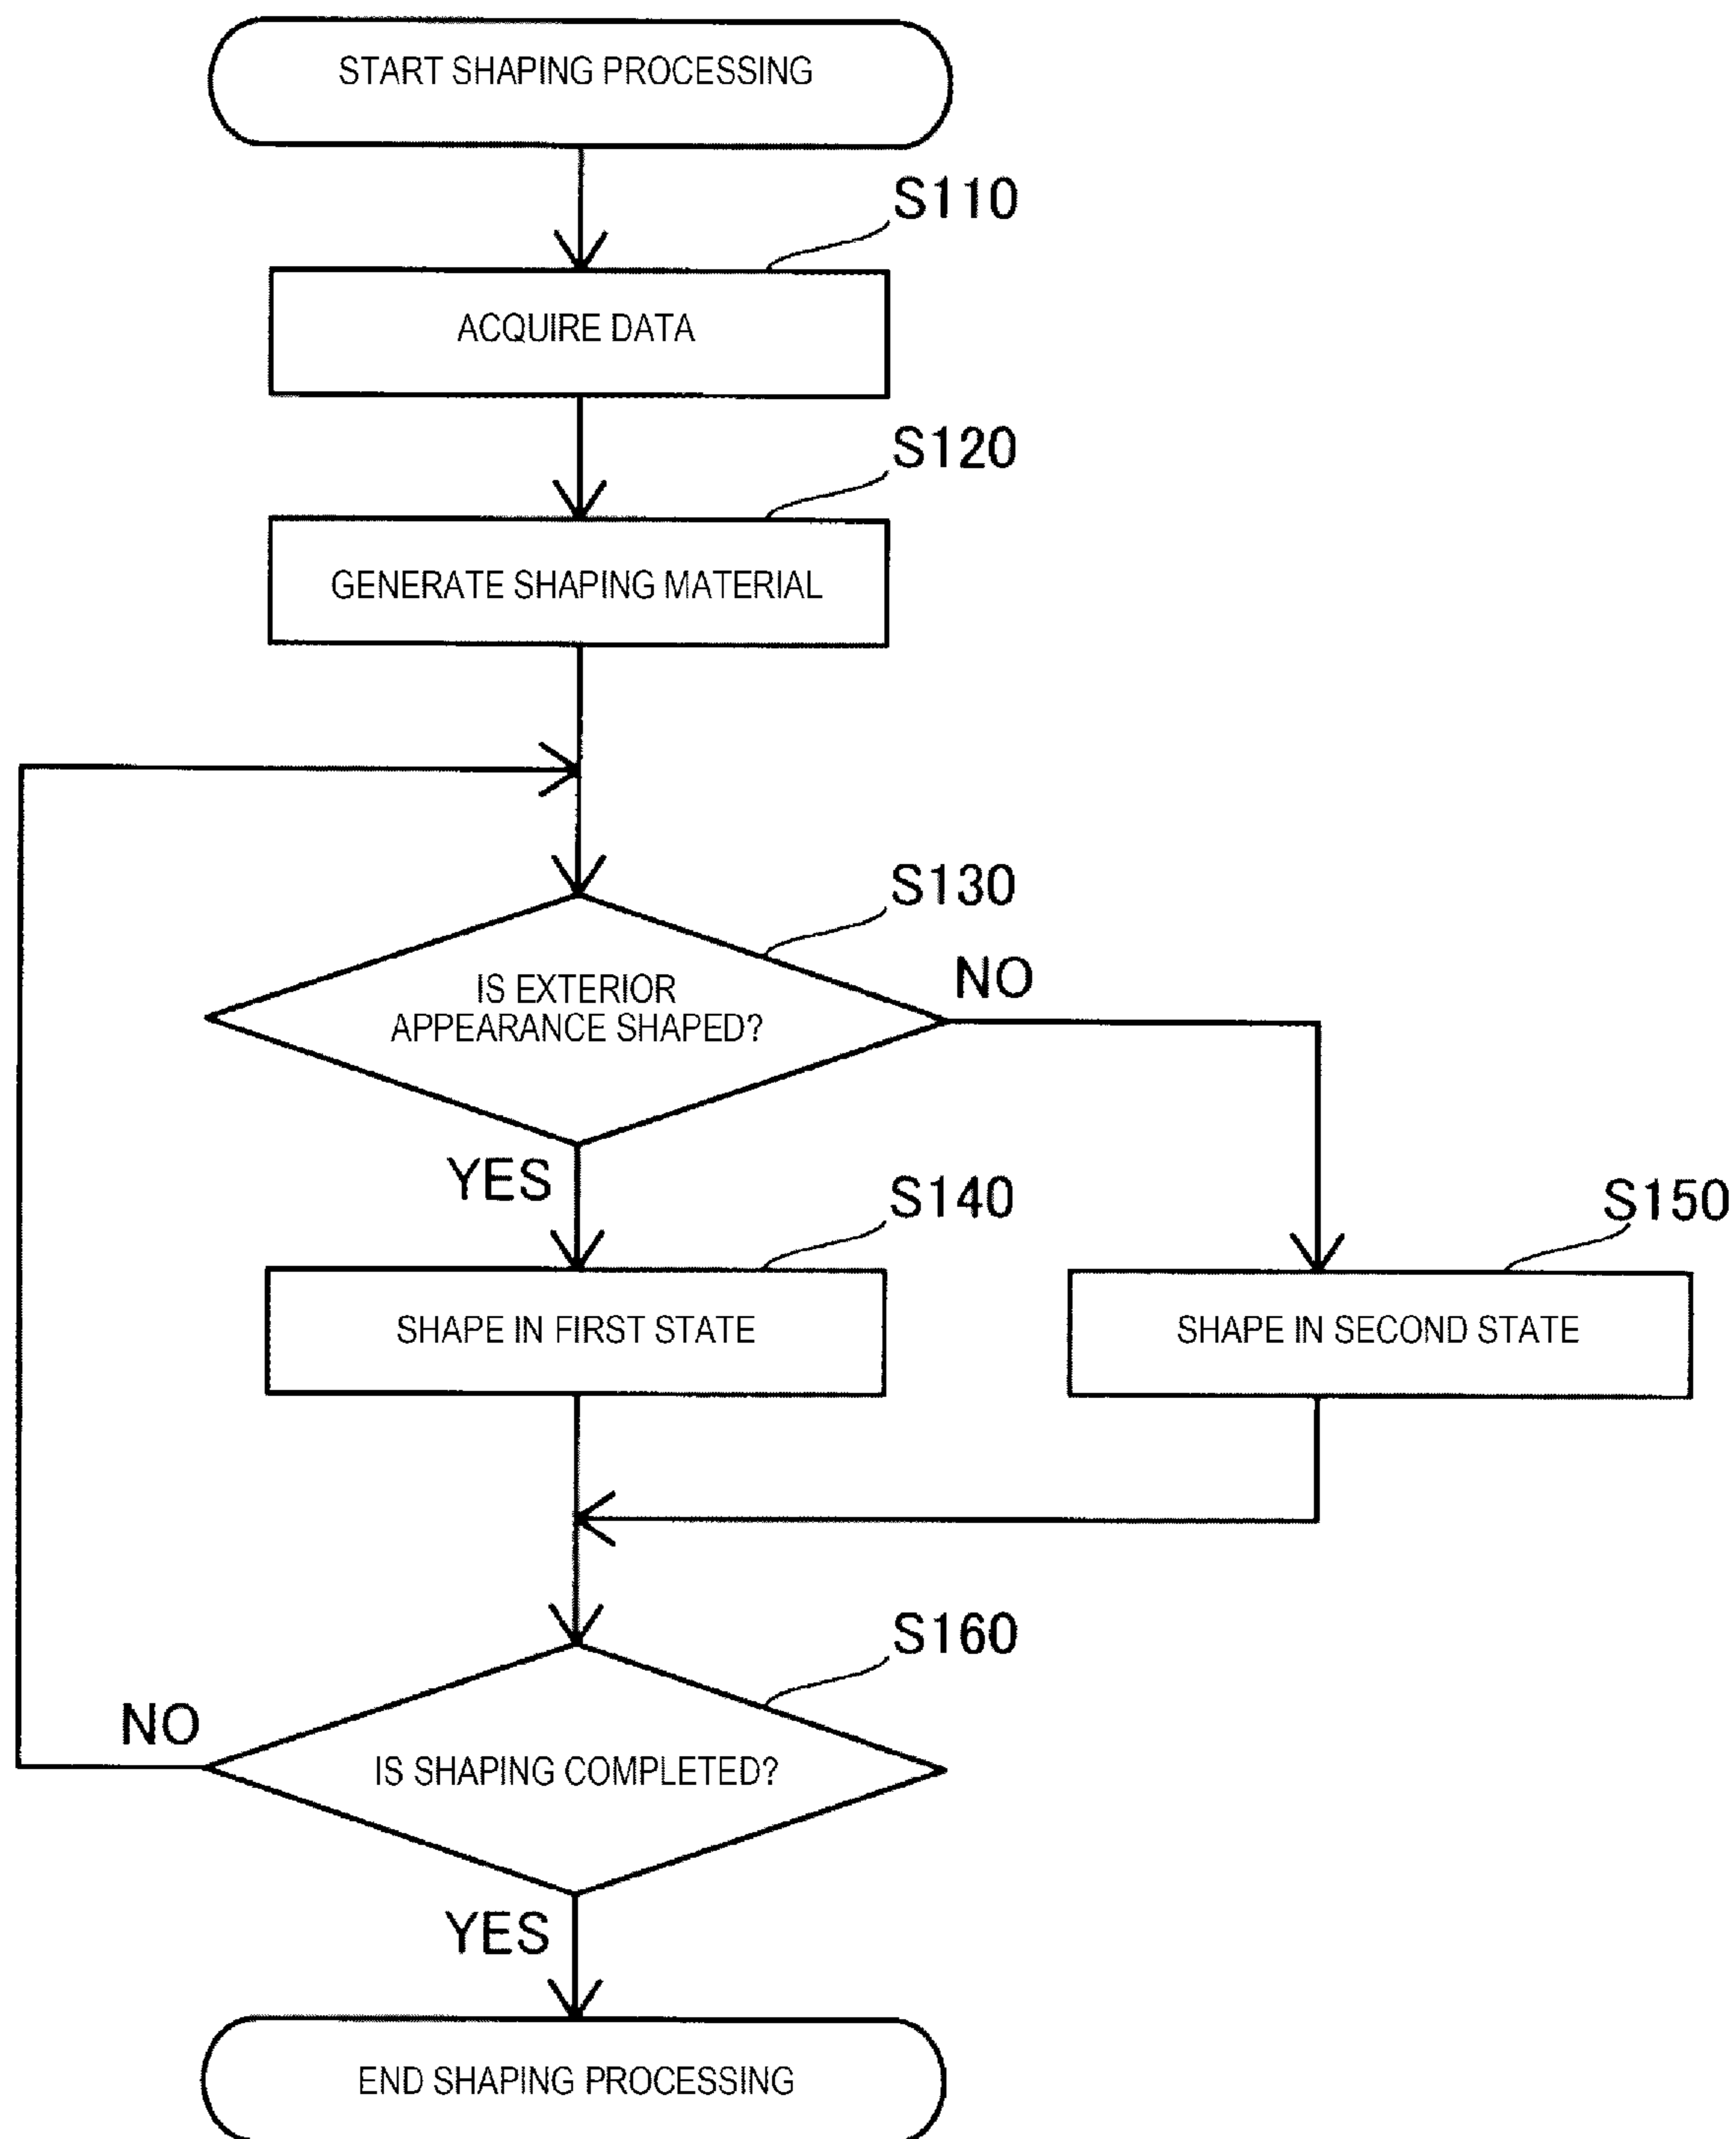 START SHAPING PROCESSING
S110
ACQUIRE DATA
S120
GENERATE SHAPING MATERIAL
S130
IS EXTERIOR
APPEARANCE SHAPED?
NO
YES
S140
SHAPE IN FIRST STATE
S150
SHAPE IN SECOND STATE
S160
IS SHAPING COMPLETED?
NO
YES
END SHAPING PROCESSING